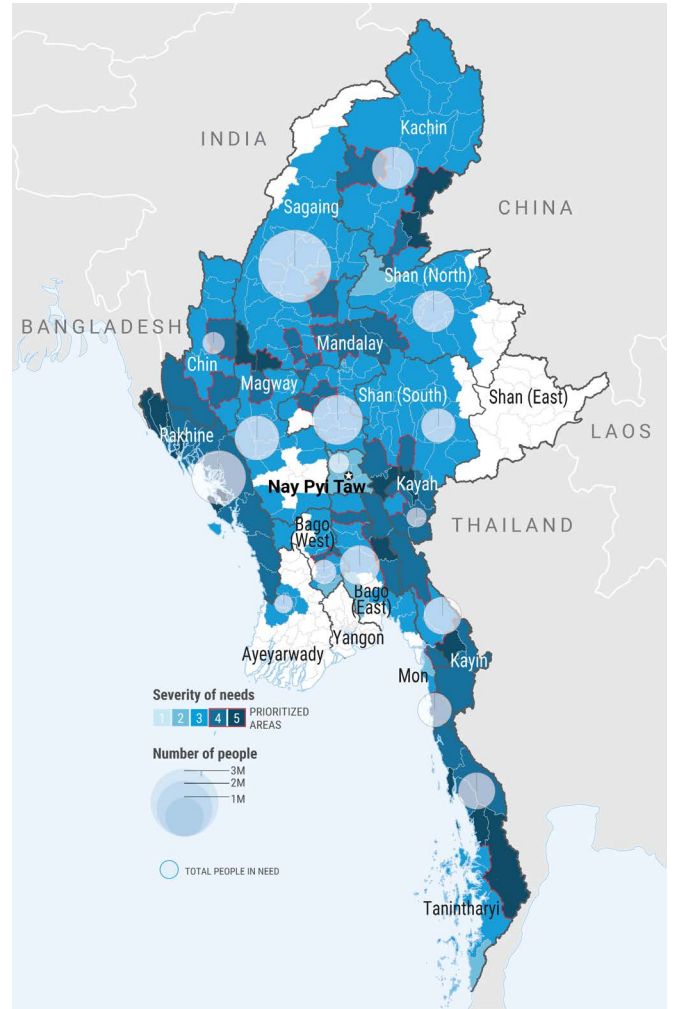 Kachin
INDIA
CHINA
Sagaing
Shan (North)
BANGLADESH
Mandalay
Chin
Magway
Shan (South)
Shan (East)
LAOS
Rakhine
Nay Pyi Taw
Kayah
THAILAND
Bago
(West)
Bago
(East)
Yangon
Ayeyarwady
Kayin
Mon
Severity of needs
1 2 3 4 5 PRIORITIZED
AREAS
Number of people
3M
2M
1M
TOTAL PEOPLE IN NEED
Tanintharyi